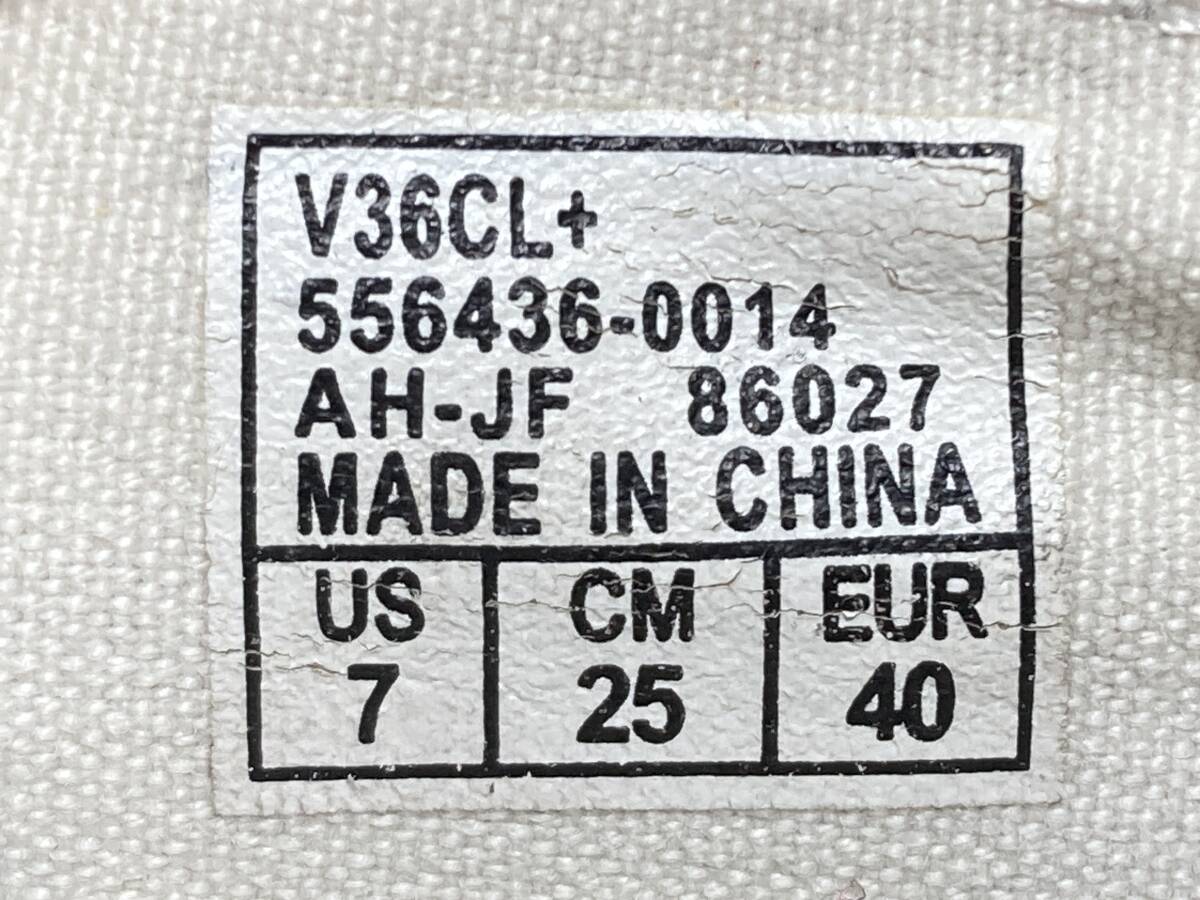 V36CL+
556436-0014
AH-JF 86027
MADE IN CHINA
US CM EUR
7 25 40